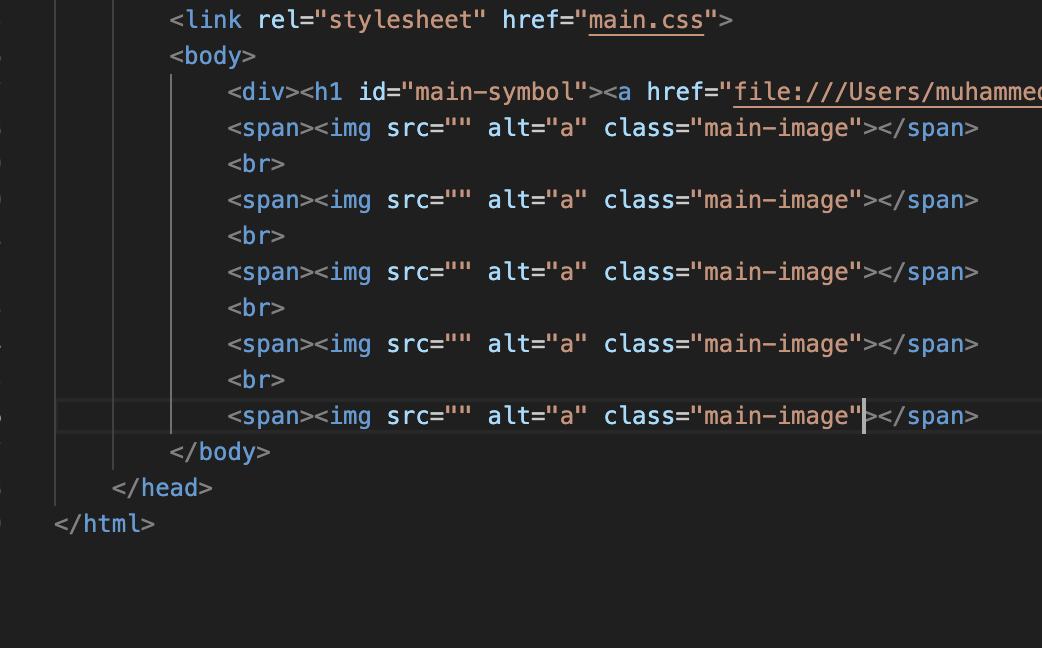 <link rel="stylesheet" href="main.css">
<body>
<div><h1 id="main-symbol"><a href="file:///Users/muhammed
<span><img src="" alt="a" class="main-image"></span>
<br>
<span><img src="" alt="a" class="main-image"></span>
<br>
<span><img src="" alt="a" class="main-image"></span>
<br>
<span><img src="" alt="a" class="main-image"></span>
<br>
<span><img src="" alt="a" class="main-image"></span>
</body>
</head>
</html>